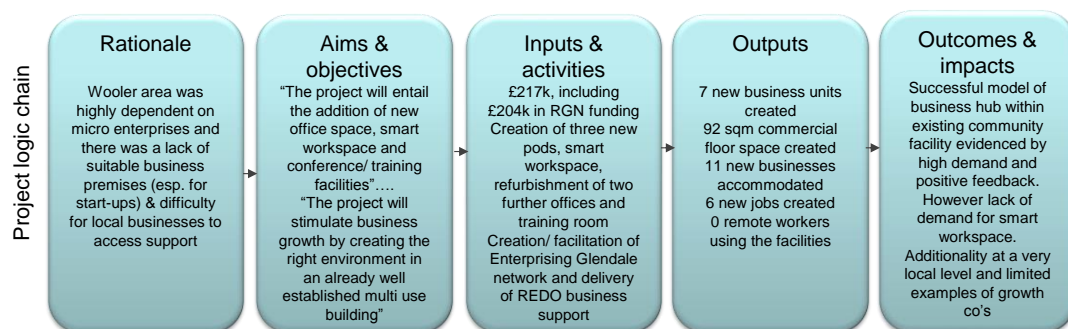 Project logic chain
Rationale
Wooler area was
highly dependent on
micro enterprises and
there was a lack of
suitable business
premises (esp. for
start-ups) & difficulty
for local businesses to
access support
Aims &
objectives
“The project will entail
the addition of new
office space, smart
workspace and
conference/ training
facilities”….
“The project will
stimulate business
growth by creating the
right environment in
an already well
established multi use
building”
Inputs &
activities
£217k, including
£204k in RGN funding
Creation of three new
pods, smart
workspace,
refurbishment of two
further offices and
training room
Creation/ facilitation of
Enterprising Glendale
network and delivery
of REDO business
support
Outputs
7 new business units
created
92 sqm commercial
floor space created
11 new businesses
accommodated
6 new jobs created
0 remote workers
using the facilities
Outcomes &
impacts
Successful model of
business hub within
existing community
facility evidenced by
high demand and
positive feedback.
However lack of
demand for smart
workspace.
Additionality at a very
local level and limited
examples of growth
co’s